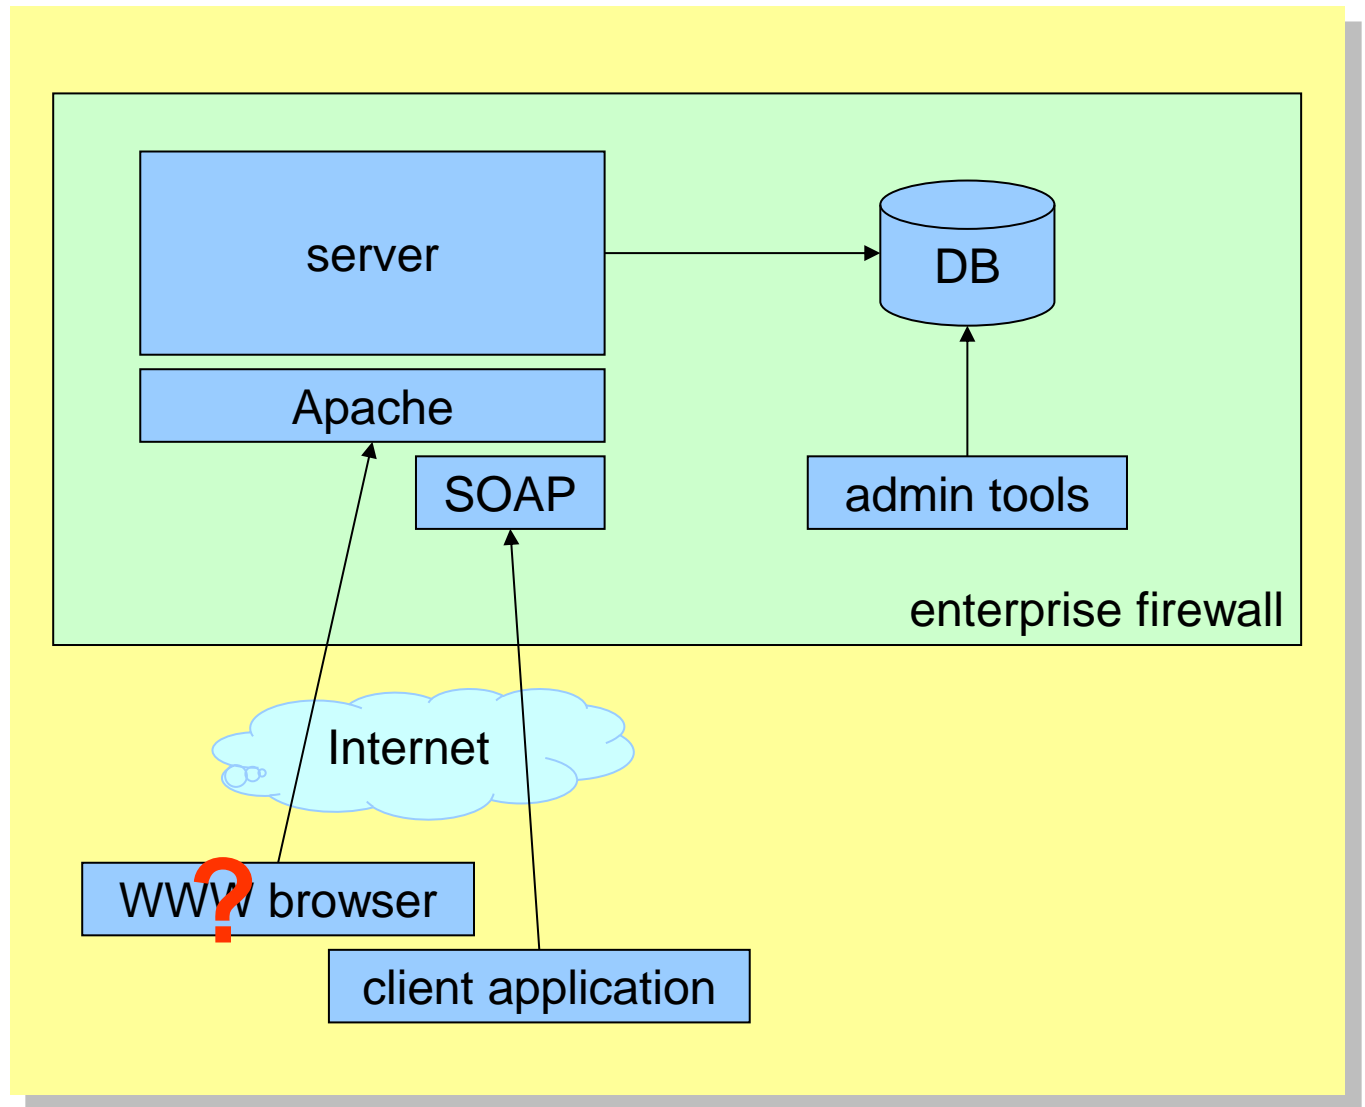 server
DB
Apache
SOAP
admin tools
enterprise firewall
Internet
WWW browser
?
client application